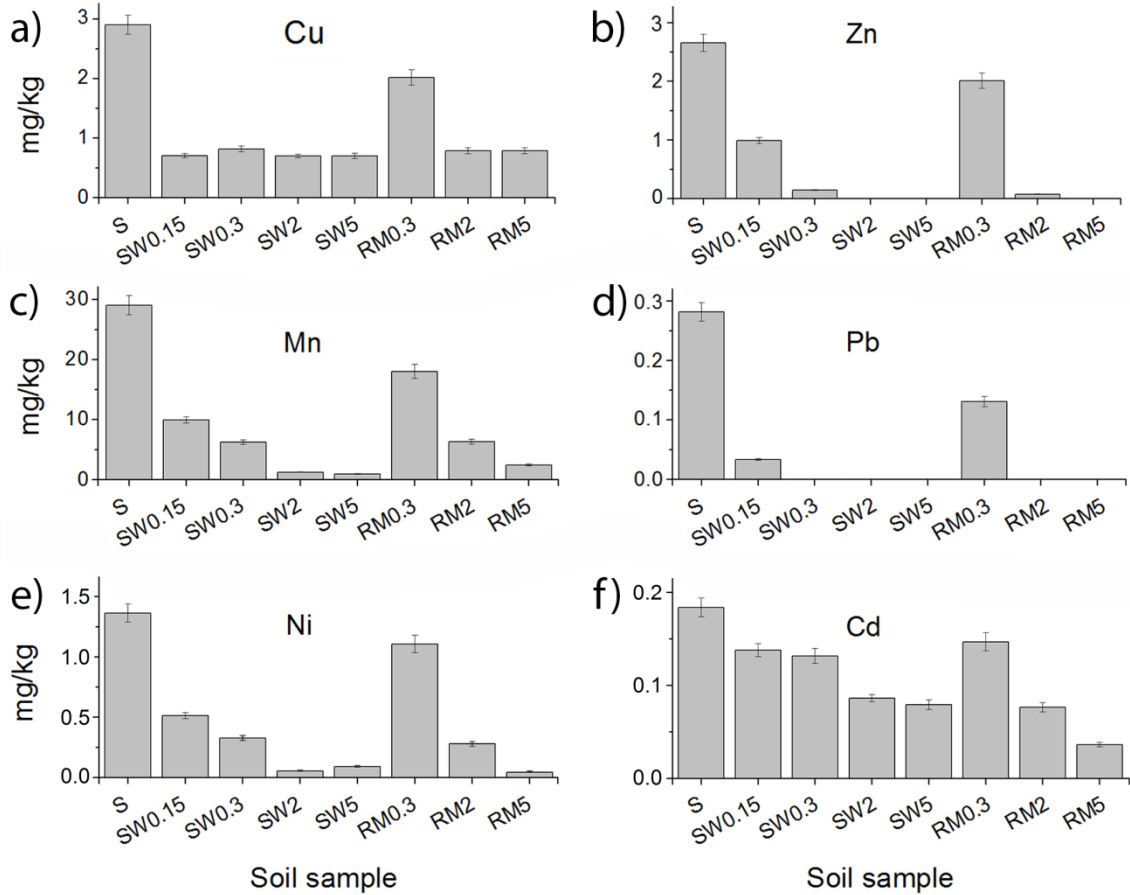 a)
Cu
mg/kg
3
2
1
0
S
SW0.15
SW0.3
SW2
SW5
RM0.3
RM2
RM5
b)
Zn
3
2
1
0
S
SW0.15
SW0.3
SW2
SW5
RM0.3
RM2
RM5
c)
Mn
mg/kg
30
20
10
0
S
SW0.15
SW0.3
SW2
SW5
RM0.3
RM2
RM5
d)
Pb
0.3
0.2
0.1
0.0
S
SW0.15
SW0.3
SW2
SW5
RM0.3
RM2
RM5
e)
Ni
mg/kg
1.5
1.0
0.5
0.0
S
SW0.15
SW0.3
SW2
SW5
RM0.3
RM2
RM5
Soil sample
f)
Cd
0.2
0.1
0.0
S
SW0.15
SW0.3
SW2
SW5
RM0.3
RM2
RM5
Soil sample